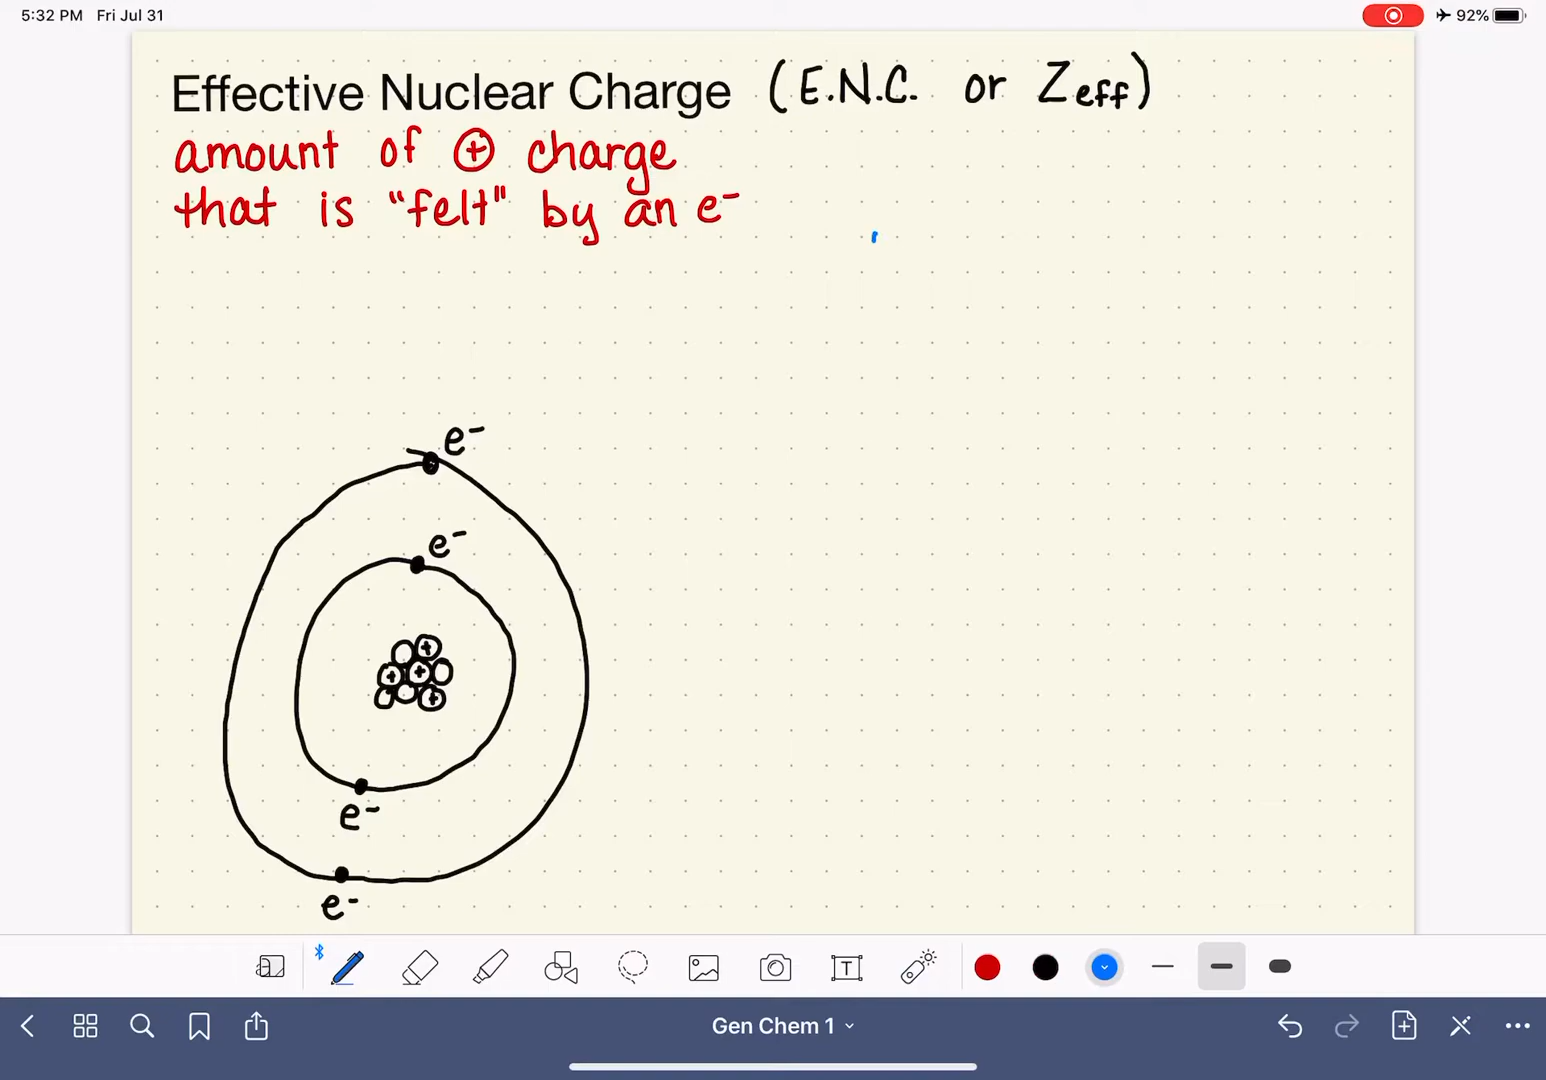 5:32 PM Fri Jul 31
92%
Effective Nuclear Charge (E.N.C. or Zeff)
amount of ⊕ charge
that is "felt" by an e⁻
e⁻
e⁻
+
+ +
+
e⁻
e⁻
T
Gen Chem 1